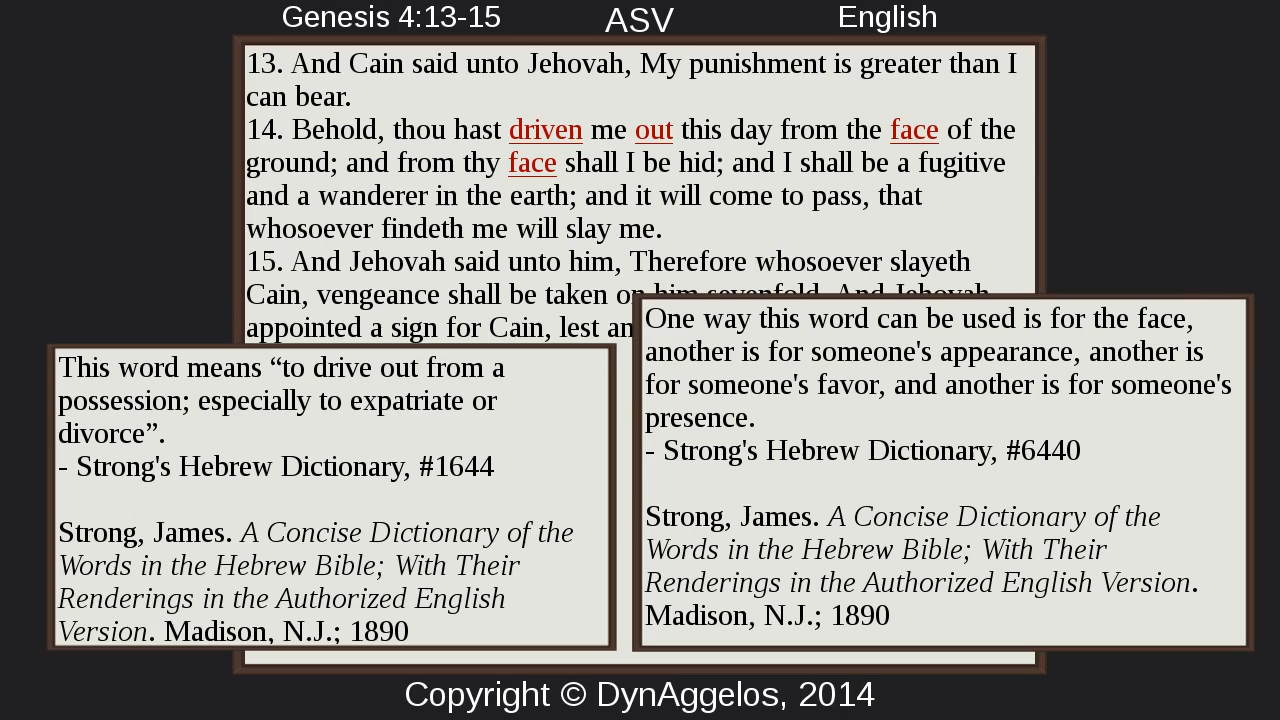 Genesis 4:13-15 ASV English
13. And Cain said unto Jehovah, My punishment is greater than I
can bear.
14. Behold, thou hast driven me out this day from the face of the
ground; and from thy face shall I be hid; and I shall be a fugitive
and a wanderer in the earth; and it will come to pass, that
whosoever findeth me will slay me.
15. And Jehovah said unto him, Therefore whosoever slayeth
Cain, vengeance shall be taken on him sevenfold. And Jehovah
appointed a sign for Cain, lest an
This word means “to drive out from a
possession; especially to expatriate or
divorce”.
- Strong's Hebrew Dictionary, #1644
Strong, James. A Concise Dictionary of the
Words in the Hebrew Bible; With Their
Renderings in the Authorized English
Version. Madison, N.J.; 1890
One way this word can be used is for the face,
another is for someone's appearance, another is
for someone's favor, and another is for someone's
presence.
- Strong's Hebrew Dictionary, #6440
Strong, James. A Concise Dictionary of the
Words in the Hebrew Bible; With Their
Renderings in the Authorized English Version.
Madison, N.J.; 1890
Copyright © DynAggelos, 2014